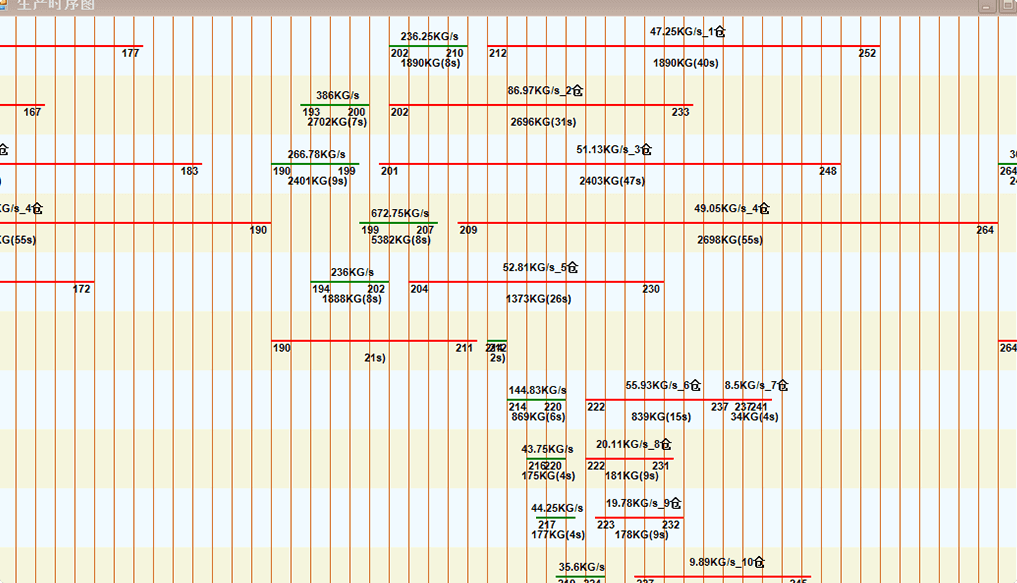 生产时序图
236.25KG/s 47.25KG/s_1仓
177 202 210 212 252
1890KG(8s) 1890KG(40s)
386KG/s 86.97KG/s_2仓
167 193 200 202 233
2702KG(7s) 2696KG(31s)
仓 266.78KG/s 51.13KG/s_3仓
183 190 199 201 248 264
) 2401KG(9s) 2403KG(47s)
KG/s_4仓 672.75KG/s 49.05KG/s_4仓
190 199 207 209 264
KG(55s) 5382KG(8s) 2698KG(55s)
236KG/s 52.81KG/s_5仓
172 194 202 204 230
1888KG(8s) 1373KG(26s)
190 211 212 264
21s) 2s)
144.83KG/s 55.93KG/s_6仓 8.5KG/s_7仓
214 220 222 237 237 241
869KG(6s) 839KG(15s) 34KG(4s)
43.75KG/s 20.11KG/s_8仓
216 220 222 231
175KG(4s) 181KG(9s)
44.25KG/s 19.78KG/s_9仓
217 223 232
177KG(4s) 178KG(9s)
35.6KG/s 9.89KG/s_10仓